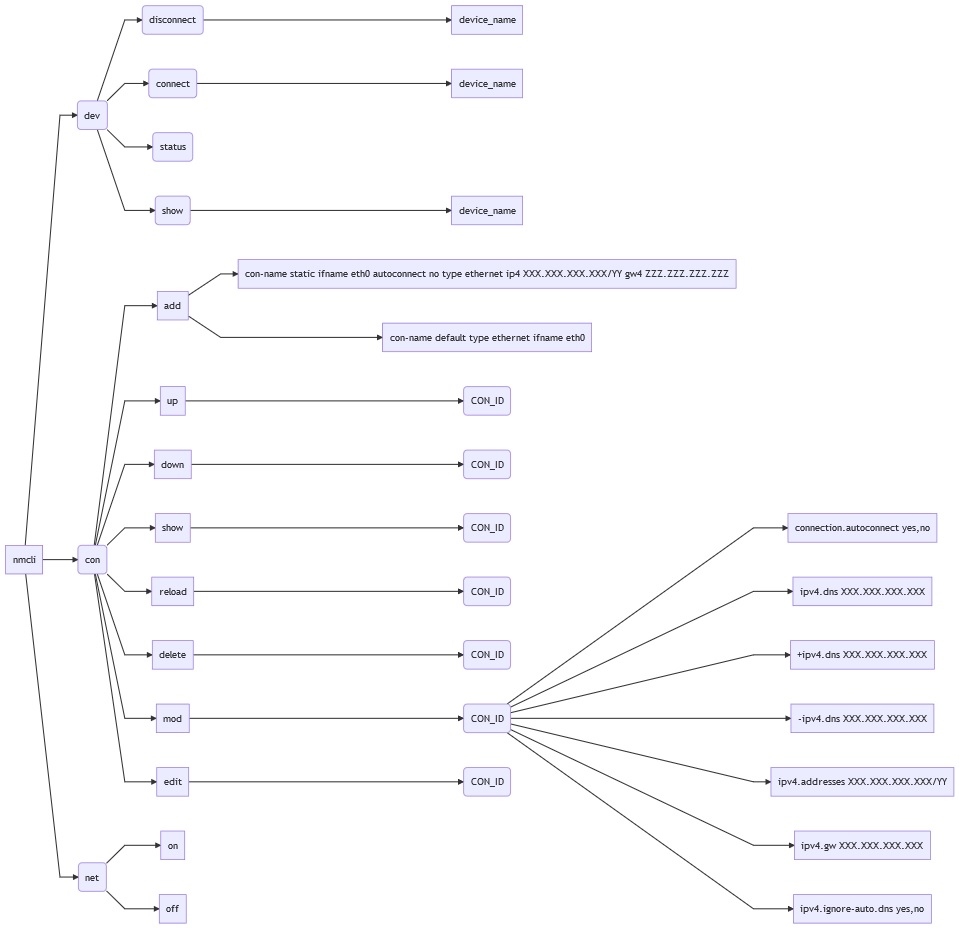 disconnect
device_name
connect
device_name
dev
status
show
device_name
con-name static ifname eth0 autoconnect no type ethernet ip4 XXX.XXX.XXX.XXX/YY gw4 ZZZ.ZZZ.ZZZ.ZZZ
add
con-name default type ethernet ifname eth0
up
CON_ID
down
CON_ID
show
CON_ID
connection.autoconnect yes,no
nmcli
con
reload
CON_ID
ipv4.dns XXX.XXX.XXX.XXX
delete
CON_ID
+ipv4.dns XXX.XXX.XXX.XXX
mod
CON_ID
-ipv4.dns XXX.XXX.XXX.XXX
edit
CON_ID
ipv4.addresses XXX.XXX.XXX.XXX/YY
on
ipv4.gw XXX.XXX.XXX.XXX
net
off
ipv4.ignore-auto.dns yes,no